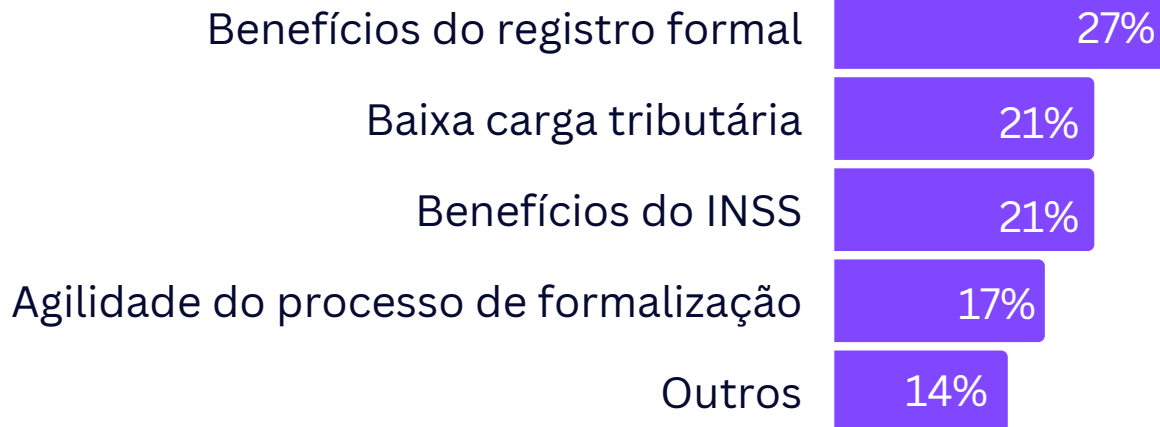 Benefícios do registro formal 27%
Baixa carga tributária 21%
Benefícios do INSS 21%
Agilidade do processo de formalização 17%
Outros 14%